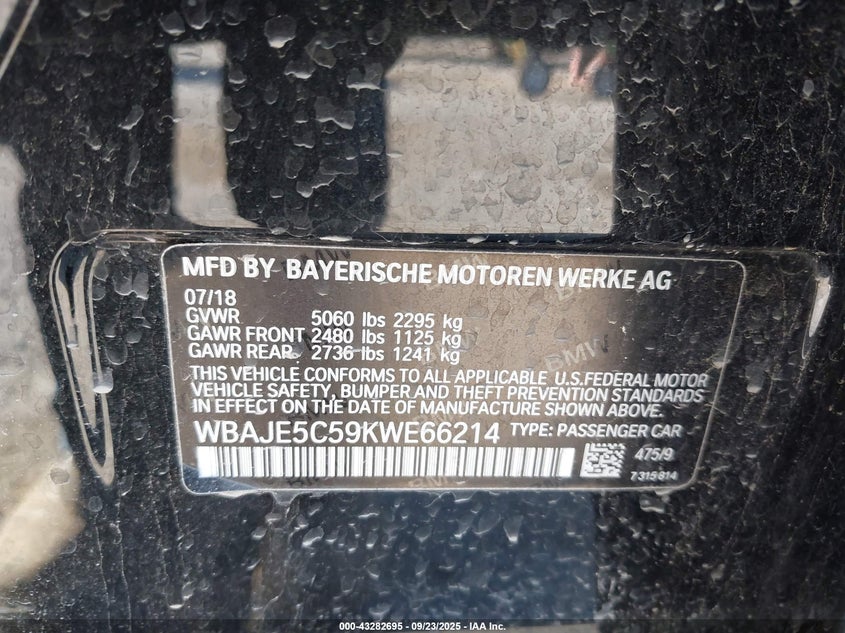 MFD BY BAYERISCHE MOTOREN WERKE AG
07/18
GVWR 5060 lbs 2295 kg
GAWR FRONT 2480 lbs 1125 kg
GAWR REAR 2736 lbs 1241 kg
THIS VEHICLE CONFORMS TO ALL APPLICABLE U.S.FEDERAL MOTOR
VEHICLE SAFETY, BUMPER AND THEFT PREVENTION STANDARDS
IN EFFECT ON THE DATE OF MANUFACTURE SHOWN ABOVE.
WBAJE5C59KWE66214 TYPE: PASSENGER CAR
475/9
7315814
000-43282695 - 09/23/2025 - IAA Inc.